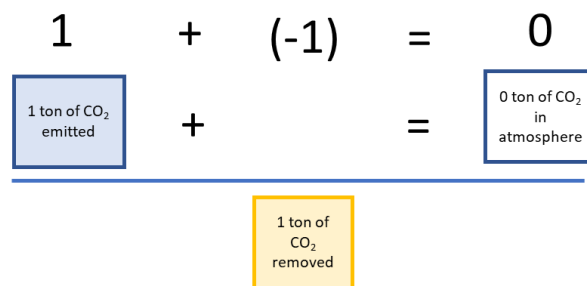 1 + (-1) = 0
1 ton of CO₂
emitted
+
=
0 ton of CO₂
in
atmosphere
1 ton of
CO₂
removed